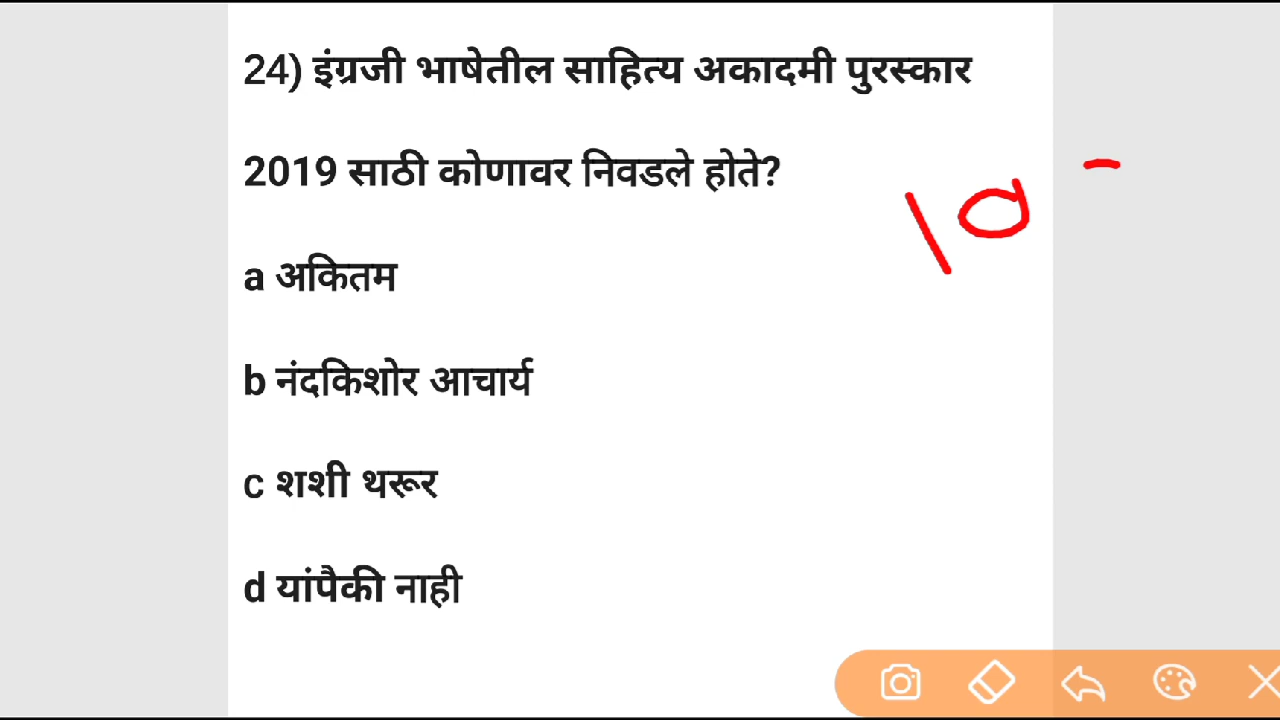 24) इंग्रजी भाषेतील साहित्य अकादमी पुरस्कार
2019 साठी कोणावर निवडले होते?
a अकितम
b नंदकिशोर आचार्य
c शशी थरूर
d यांपैकी नाही